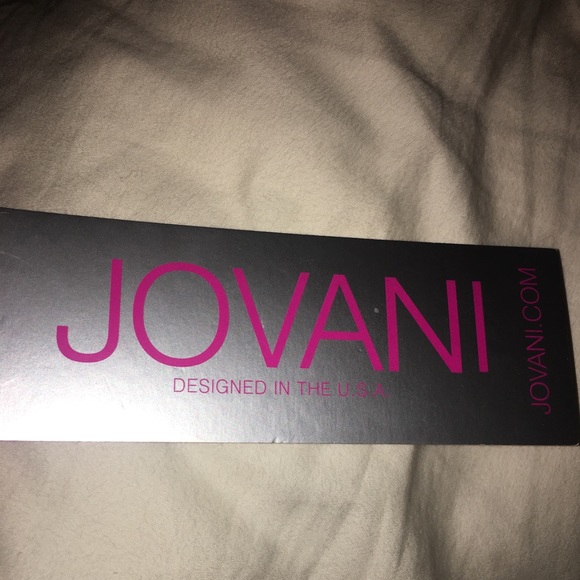 JOVANI
DESIGNED IN THE U.S.A.
JOVANI.COM